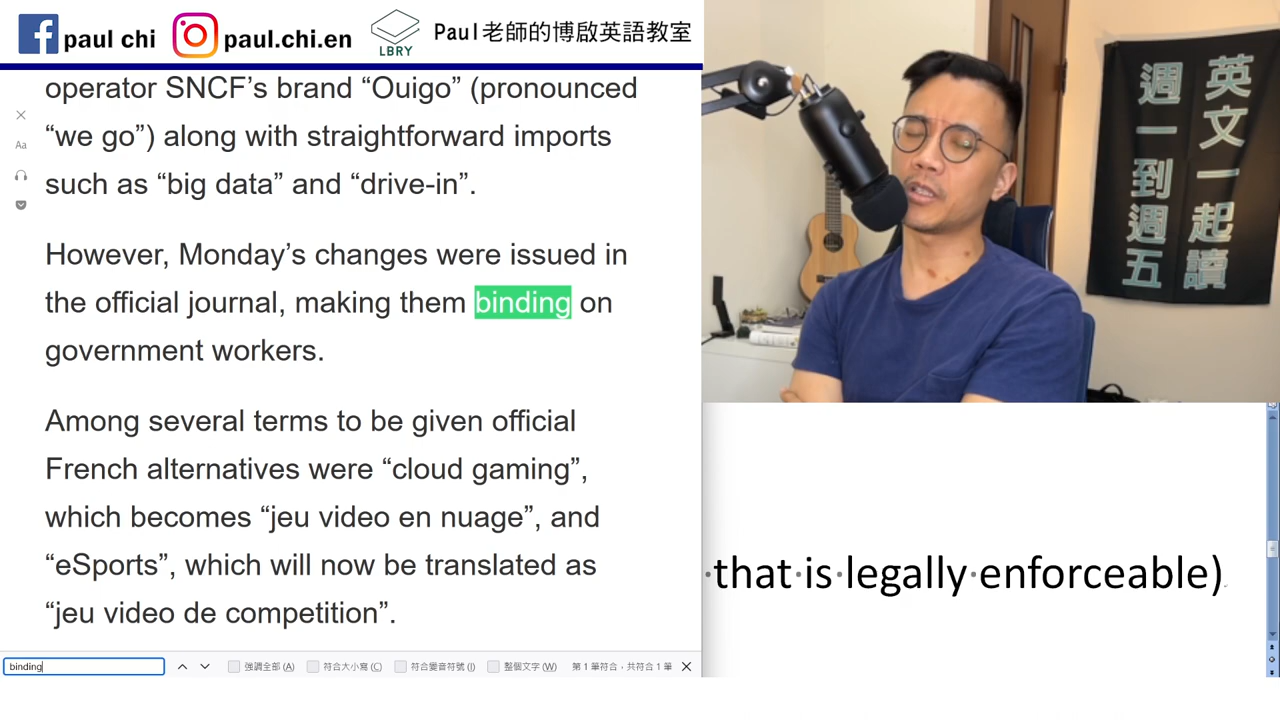 paul chi
paul.chi.en
LBRY
Paul老師的博啟英語教室
operator SNCF’s brand “Ouigo” (pronounced
“we go”) along with straightforward imports
such as “big data” and “drive-in”.
However, Monday’s changes were issued in
the official journal, making them binding on
government workers.
Among several terms to be given official
French alternatives were “cloud gaming”,
which becomes “jeu video en nuage”, and
“eSports”, which will now be translated as
“jeu video de competition”.
Aa
binding
強調全部 (A)
符合大小寫 (C)
符合變音符號 (I)
整個文字 (W)
第 1 筆符合，共符合 1 筆
英文一起讀
週一到週五
that is legally enforceable)